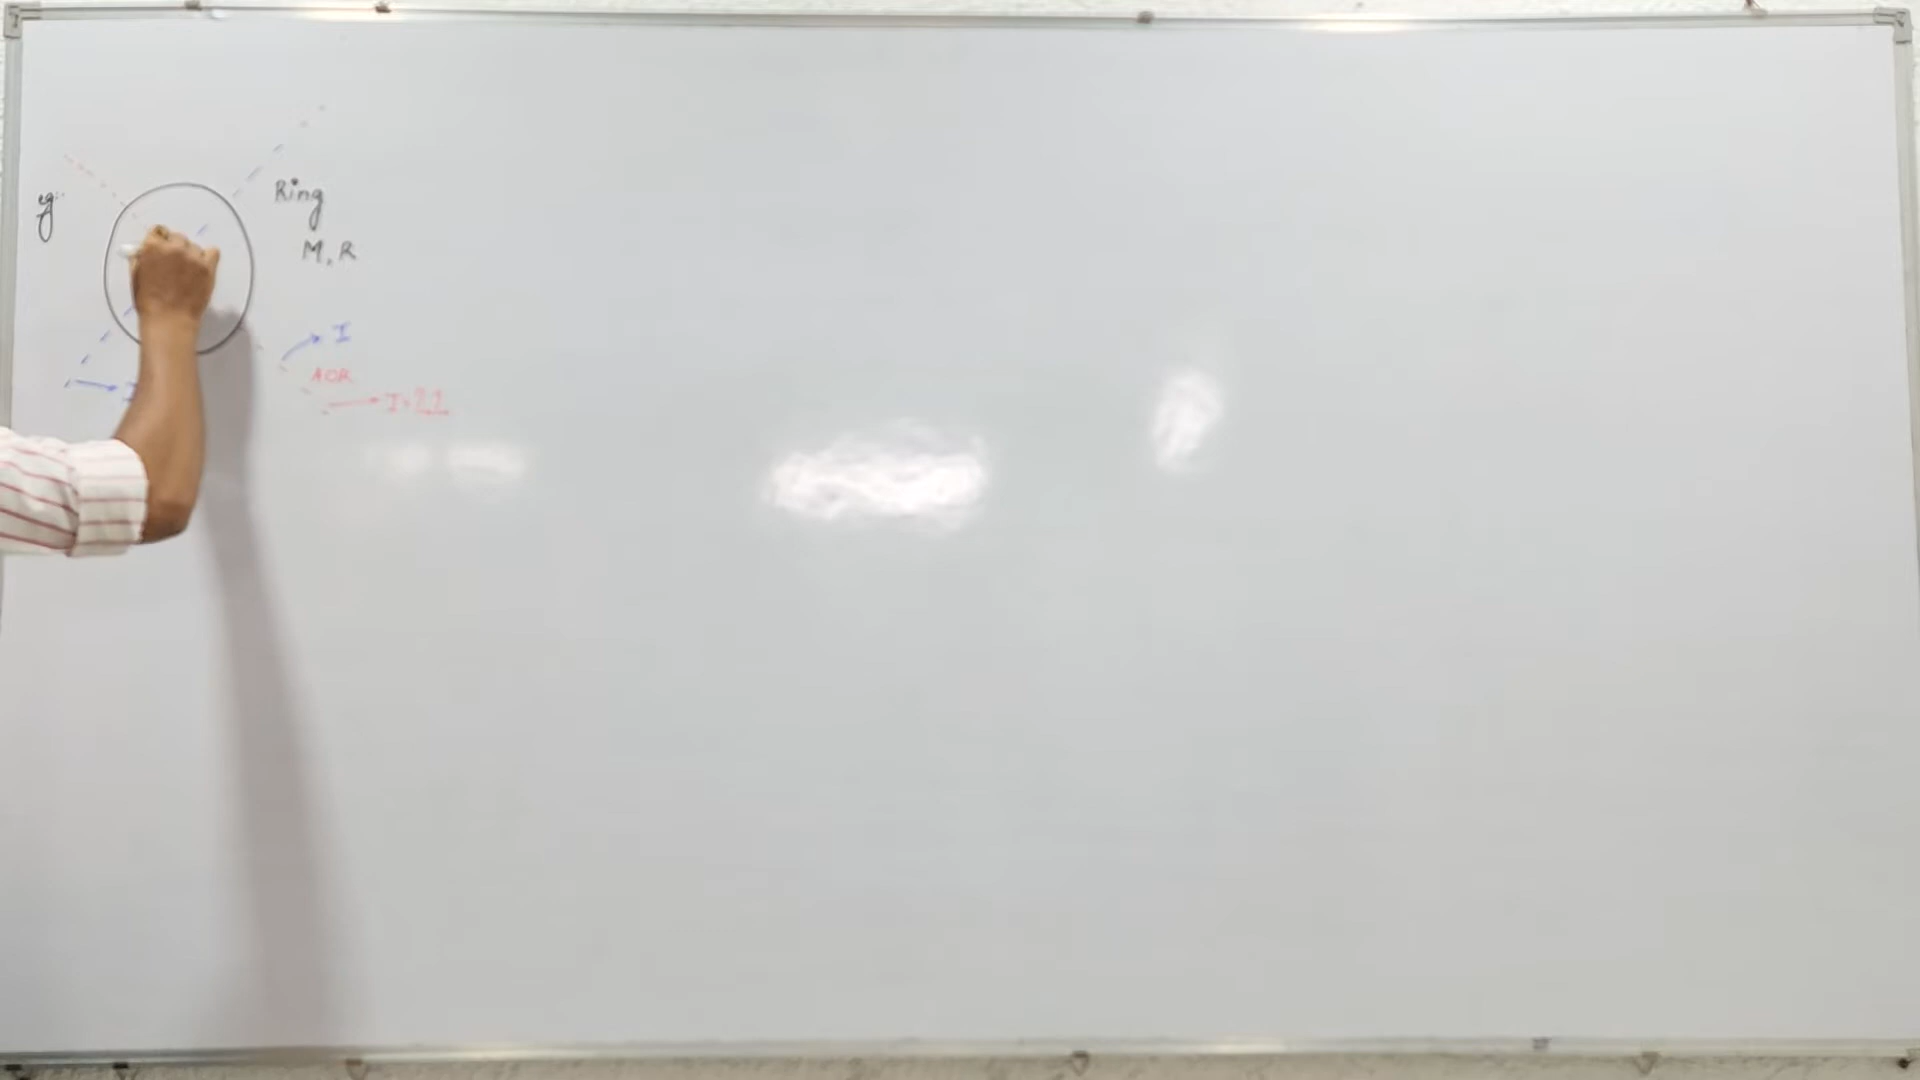 eg:-
Ring
M, R
I
AOR
I = ??